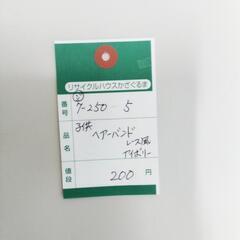 リサイクルハウスかざぐるま
番号 7-250 5
品名 子供
ヘアーバンド
レース風
アイボリー
値段 200 円